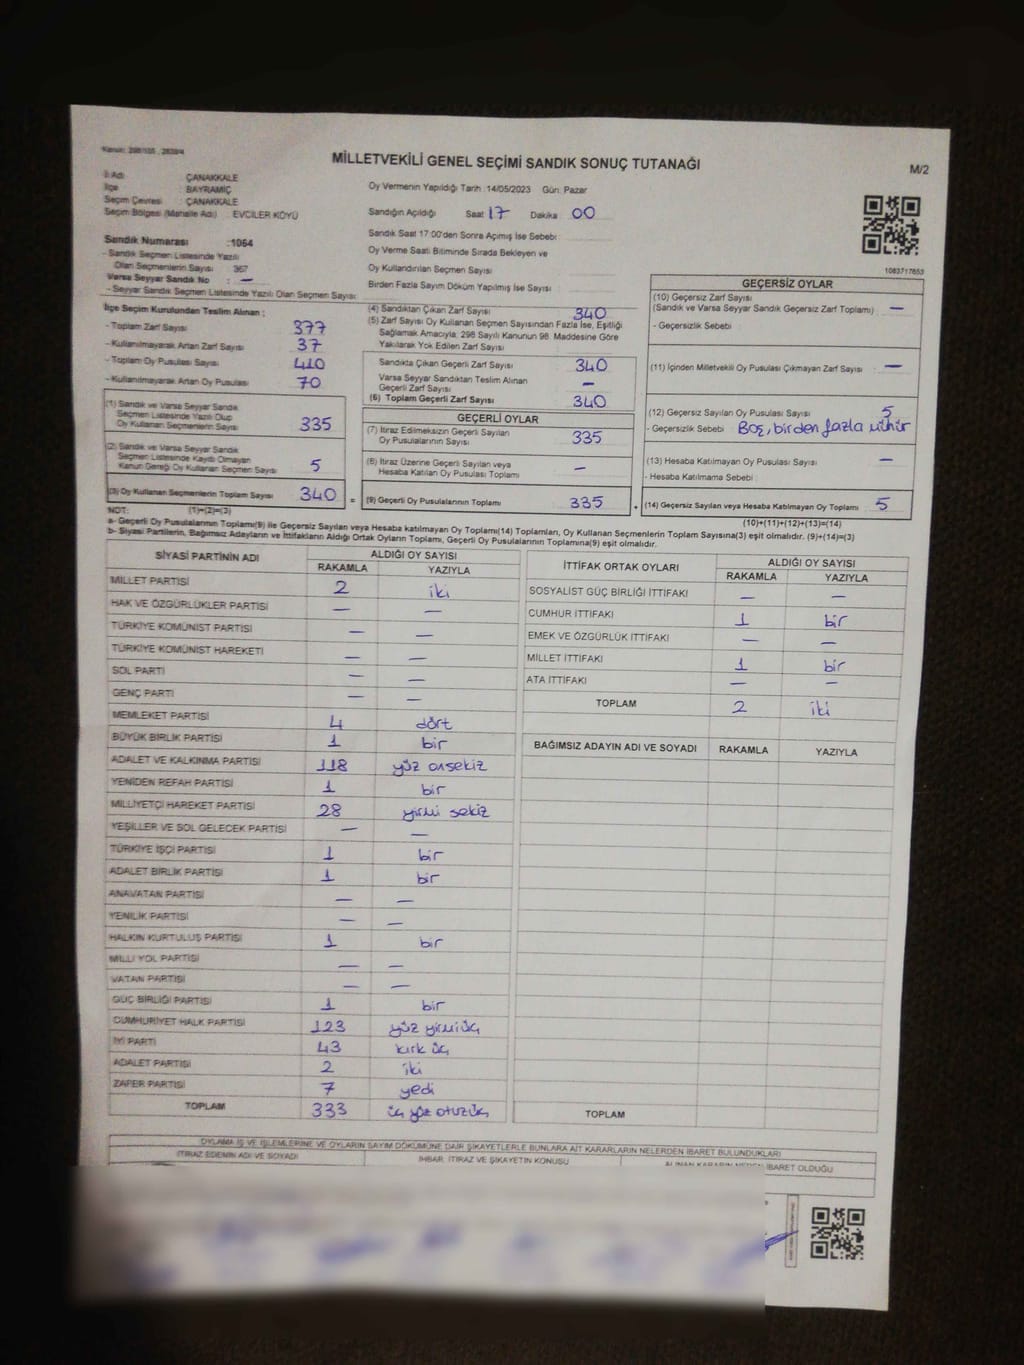 Kanun: 298/105 , 2839/4
MİLLETVEKİLİ GENEL SEÇİMİ SANDIK SONUÇ TUTANAĞI
M/2
İl Adı ÇANAKKALE
İlçe BAYRAMİÇ
Seçim Çevresi : ÇANAKKALE
Seçim Bölgesi (Mahalle Adı) : EVCİLER KÖYÜ
Sandık Numarası :1064
- Sandık Seçmen Listesinde Yazılı
Olan Seçmenlerin Sayısı 367
Varsa Seyyar Sandık No : —
- Seyyar Sandık Seçmen Listesinde Yazılı Olan Seçmen Sayısı:
Oy Vermenin Yapıldığı Tarih :14/05/2023 Gün: Pazar
Sandığın Açıldığı Saat 17 Dakika 00
Sandık Saat 17:00'den Sonra Açımış İse Sebebi:
Oy Verme Saati Bitiminde Sırada Bekleyen ve
Oy Kullandırılan Seçmen Sayısı
Birden Fazla Sayım Döküm Yapılmış İse Sayısı
1083717653
İlçe Seçim Kurulundan Teslim Alınan ;
- Toplam Zarf Sayısı 377
- Kullanılmayarak Artan Zarf Sayısı 37
- Toplam Oy Pusulası Sayısı 410
- Kullanılmayarak Artan Oy Pusulası 70
(1) Sandık ve Varsa Seyyar Sandık
Seçmen Listesinde Yazılı Olup
Oy Kullanan Seçmenlerin Sayısı 335
(2) Sandık ve Varsa Seyyar Sandık
Seçmen Listesinde Kaydı Olmayan
Kanun Gereği Oy Kullanan Seçmen Sayısı 5
(3) Oy Kullanan Seçmenlerin Toplam Sayısı 340 =
(4) Sandıktan Çıkan Zarf Sayısı 340
(5) Zarf Sayısı Oy Kullanan Seçmen Sayısından Fazla İse, Eşitliği
Sağlamak Amacıyla; 298 Sayılı Kanunun 98. Maddesine Göre
Yakılarak Yok Edilen Zarf Sayısı
Sandıkta Çıkan Geçerli Zarf Sayısı 340
Varsa Seyyar Sandıktan Teslim Alınan
Geçerli Zarf Sayısı —
(6) Toplam Geçerli Zarf Sayısı 340
GEÇERLİ OYLAR
(7) İtiraz Edilmeksizin Geçerli Sayılan
Oy Pusulalarının Sayısı 335
(8) İtiraz Üzerine Geçerli Sayılan veya
Hesaba Katılan Oy Pusulası Toplamı —
(9) Geçerli Oy Pusulalarının Toplamı 335 +
GEÇERSİZ OYLAR
(10) Geçersiz Zarf Sayısı
(Sandık ve Varsa Seyyar Sandık Geçersiz Zarf Toplamı) —
- Geçersizlik Sebebi
(11) İçinden Milletvekili Oy Pusulası Çıkmayan Zarf Sayısı —
(12) Geçersiz Sayılan Oy Pusulası Sayısı 5
- Geçersizlik Sebebi Boş, birden fazla mühür
(13) Hesaba Katılmayan Oy Pusulası Sayısı —
- Hesaba Katılmama Sebebi
(14) Geçersiz Sayılan veya Hesaba Katılmayan Oy Toplamı 5
NOT: (1)+(2)=(3)
(10)+(11)+(12)+(13)=(14)
a- Geçerli Oy Pusulalarının Toplamı(9) ile Geçersiz Sayılan veya Hesaba katılmayan Oy Toplamı(14) Toplamları, Oy Kullanan Seçmenlerin Toplam Sayısına(3) eşit olmalıdır. (9)+(14)=(3)
b- Siyasi Partilerin, Bağımsız Adayların ve İttifakların Aldığı Ortak Oyların Toplamı, Geçerli Oy Pusulalarının Toplamına(9) eşit olmalıdır.
SİYASİ PARTİNİN ADI ALDIĞI OY SAYISI
RAKAMLA YAZIYLA
MİLLET PARTİSİ 2 iki
HAK VE ÖZGÜRLÜKLER PARTİSİ — —
TÜRKİYE KOMÜNİST PARTİSİ — —
TÜRKİYE KOMÜNİST HAREKETİ — —
SOL PARTİ — —
GENÇ PARTİ — —
MEMLEKET PARTİSİ 4 dört
BÜYÜK BİRLİK PARTİSİ 1 bir
ADALET VE KALKINMA PARTİSİ 118 yüz onsekiz
YENİDEN REFAH PARTİSİ 1 bir
MİLLİYETÇİ HAREKET PARTİSİ 28 yirmi sekiz
YEŞİLLER VE SOL GELECEK PARTİSİ — —
TÜRKİYE İŞÇİ PARTİSİ 1 bir
ADALET BİRLİK PARTİSİ 1 bir
ANAVATAN PARTİSİ — —
YENİLİK PARTİSİ — —
HALKIN KURTULUŞ PARTİSİ 1 bir
MİLLİ YOL PARTİSİ — —
VATAN PARTİSİ — —
GÜÇ BİRLİĞİ PARTİSİ 1 bir
CUMHURİYET HALK PARTİSİ 123 yüz yirmi üç
İYİ PARTİ 43 kırk üç
ADALET PARTİSİ 2 iki
ZAFER PARTİSİ 7 yedi
TOPLAM 333 üç yüz otuz üç
İTTİFAK ORTAK OYLARI ALDIĞI OY SAYISI
RAKAMLA YAZIYLA
SOSYALİST GÜÇ BİRLİĞİ İTTİFAKI — —
CUMHUR İTTİFAKI 1 bir
EMEK VE ÖZGÜRLÜK İTTİFAKI — —
MİLLET İTTİFAKI 1 bir
ATA İTTİFAKI — —
TOPLAM 2 iki
BAĞIMSIZ ADAYIN ADI VE SOYADI RAKAMLA YAZIYLA
TOPLAM
OYLAMA İŞ VE İŞLEMLERİNE VE OYLARIN SAYIM DÖKÜMÜNE DAİR ŞİKAYETLERLE BUNLARA AİT KARARLARIN NELERDEN İBARET BULUNDUKLARI
İTİRAZ EDENİN ADI VE SOYADI İHBAR, İTİRAZ VE ŞİKAYETİN KONUSU ALINAN KARARIN NEDEN İBARET OLDUĞU